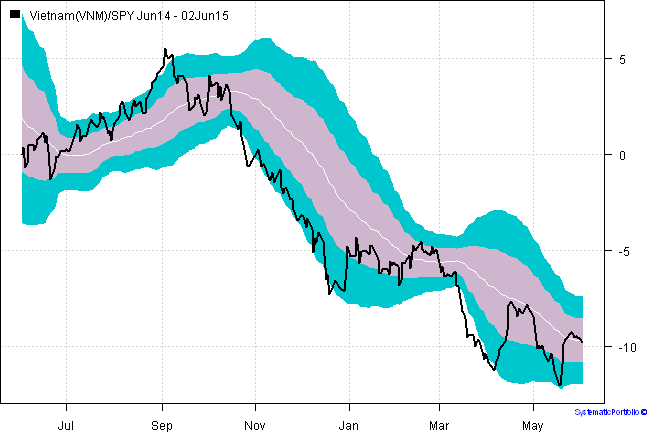 Vietnam(VNM)/SPY Jun14 - 02Jun15
5
0
-5
-10
Jul Sep Nov Jan Mar May
SystematicPortfolio ©